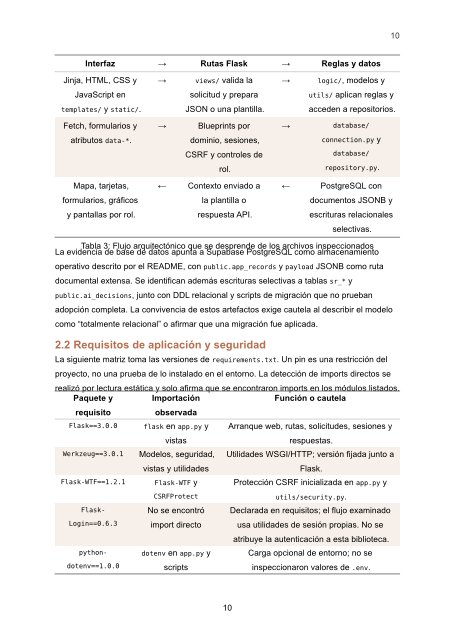 10
Interfaz → Rutas Flask → Reglas y datos
Jinja, HTML, CSS y → views/ valida la → logic/, modelos y
JavaScript en solicitud y prepara utils/ aplican reglas y
templates/ y static/. JSON o una plantilla. acceden a repositorios.
Fetch, formularios y → Blueprints por → database/
atributos data-*. dominio, sesiones, connection.py y
CSRF y controles de database/
rol. repository.py.
Mapa, tarjetas, ← Contexto enviado a ← PostgreSQL con
formularios, gráficos la plantilla o documentos JSONB y
y pantallas por rol. respuesta API. escrituras relacionales
selectivas.
Tabla 3: Flujo arquitectónico que se desprende de los archivos inspeccionados
La evidencia de base de datos apunta a Supabase PostgreSQL como almacenamiento
operativo descrito por el README, con public.app_records y payload JSONB como ruta
documental extensa. Se identifican además escrituras selectivas a tablas sr_* y
public.ai_decisions, junto con DDL relacional y scripts de migración que no prueban
adopción completa. La convivencia de estos artefactos exige cautela al describir el modelo
como “totalmente relacional” o afirmar que una migración fue aplicada.
2.2 Requisitos de aplicación y seguridad
La siguiente matriz toma las versiones de requirements.txt. Un pin es una restricción del
proyecto, no una prueba de lo instalado en el entorno. La detección de imports directos se
realizó por lectura estática y solo afirma que se encontraron imports en los módulos listados.
Paquete y Importación Función o cautela
requisito observada
Flask==3.0.0 flask en app.py y Arranque web, rutas, solicitudes, sesiones y
vistas respuestas.
Werkzeug==3.0.1 Modelos, seguridad, Utilidades WSGI/HTTP; versión fijada junto a
vistas y utilidades Flask.
Flask-WTF==1.2.1 Flask-WTF y Protección CSRF inicializada en app.py y
CSRFProtect utils/security.py.
Flask- No se encontró Declarada en requisitos; el flujo examinado
Login==0.6.3 import directo usa utilidades de sesión propias. No se
atribuye la autenticación a esta biblioteca.
python- dotenv en app.py y Carga opcional de entorno; no se
dotenv==1.0.0 scripts inspeccionaron valores de .env.
10